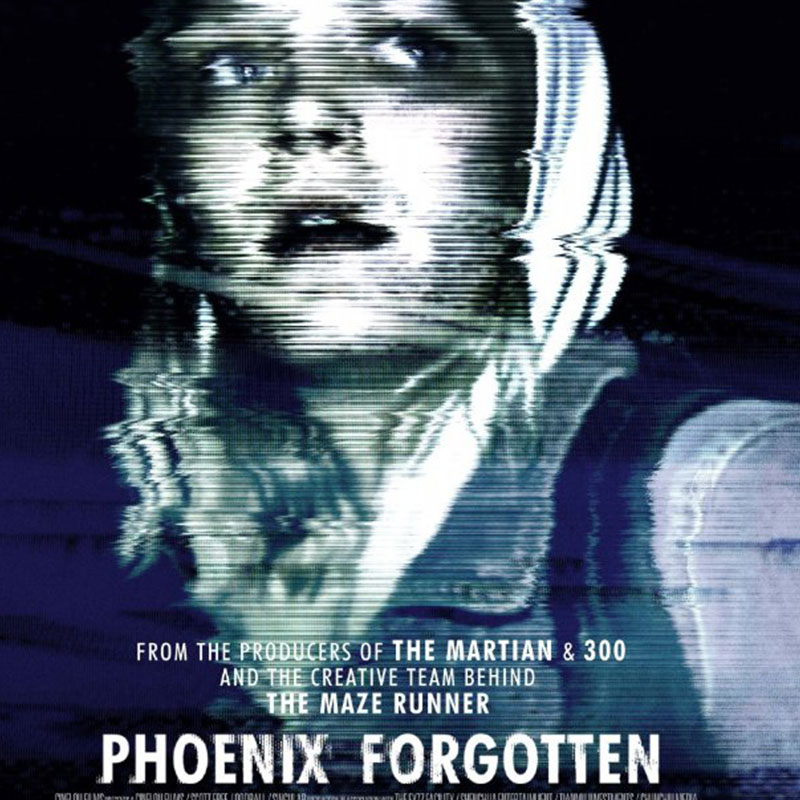 FROM THE PRODUCERS OF THE MARTIAN & 300
AND THE CREATIVE TEAM BEHIND
THE MAZE RUNNER
PHOENIX FORGOTTEN